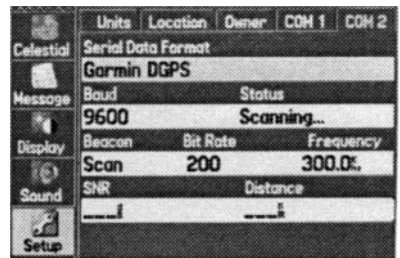 Units Location Owner COM 1 COM 2
Celestial
Serial Data Format
Garmin DGPS
Message
Baud Status
9600 Scanning...
Display
Beacon Bit Rate Frequency
Scan 200 300.0
Sound
SNR Distance
Setup